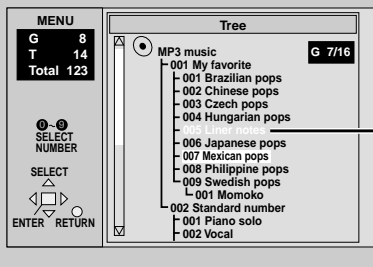 MENU
G 8
T 14
Total 123
0~9
SELECT
NUMBER
SELECT
ENTER RETURN
Tree
G 7/16
MP3 music
001 My favorite
001 Brazilian pops
002 Chinese pops
003 Czech pops
004 Hungarian pops
005 Liner notes
006 Japanese pops
007 Mexican pops
008 Philippine pops
009 Swedish pops
001 Momoko
002 Standard number
001 Piano solo
002 Vocal